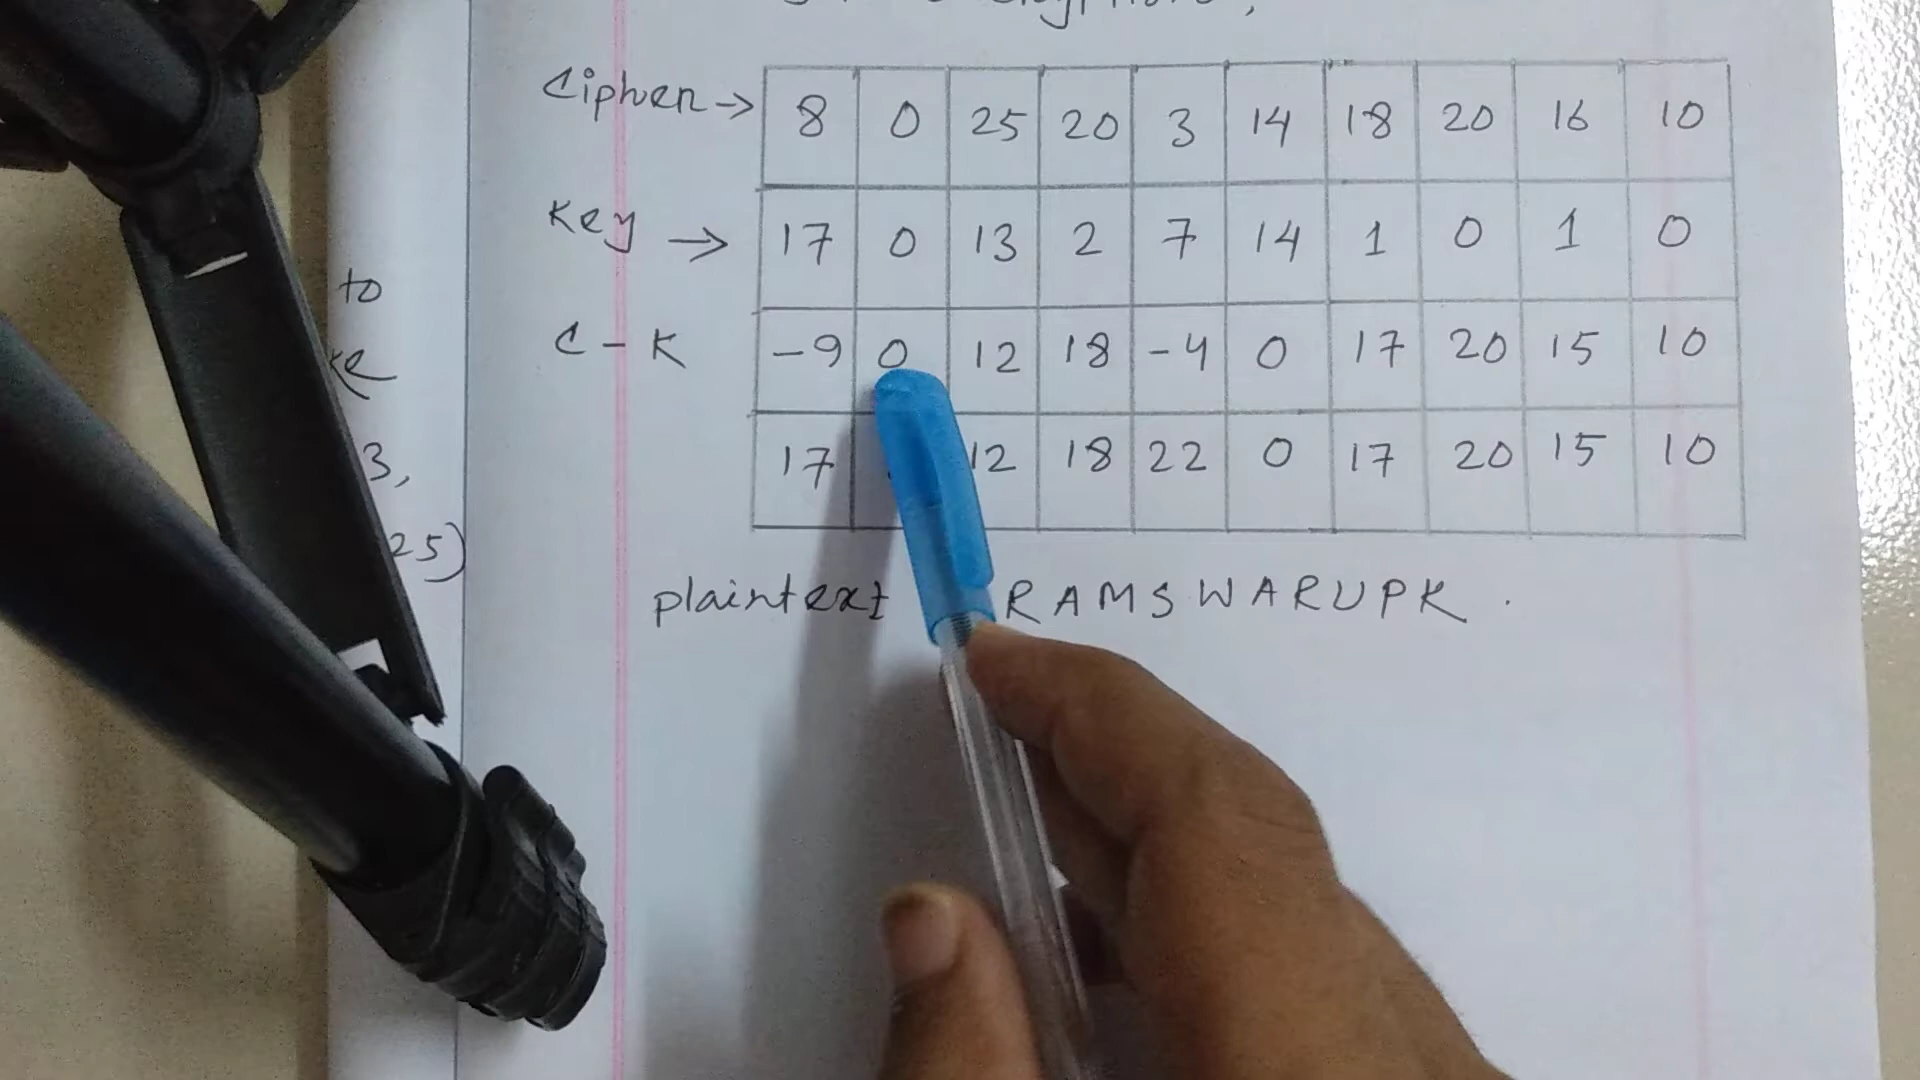 Cipher → 8 0 25 20 3 14 18 20 16 10
Key → 17 0 13 2 7 14 1 0 1 0
C - K -9 0 12 18 -4 0 17 20 15 10
17 12 18 22 0 17 20 15 10
plaintext RAMSWARUPK.
to
3,
25)